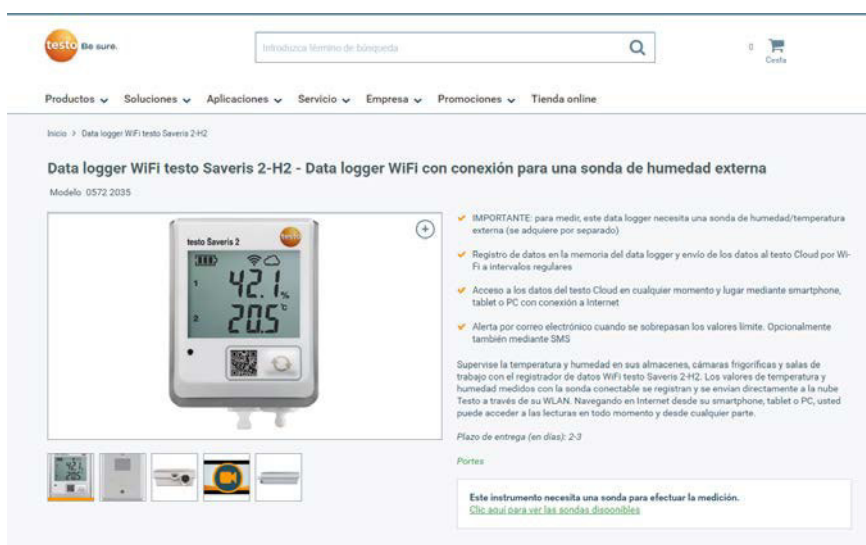 testo Be sure.
Introduzca término de búsqueda
0
Cesta
Productos Soluciones Aplicaciones Servicio Empresa Promociones Tienda online
Inicio > Data logger WiFi testo Saveris 2-H2
Data logger WiFi testo Saveris 2-H2 - Data logger WiFi con conexión para una sonda de humedad externa
Modelo 0572 2035
testo
testo Saveris 2
1 42.1 %
2 20.5 °C
IMPORTANTE: para medir, este data logger necesita una sonda de humedad/temperatura
externa (se adquiere por separado)
Registro de datos en la memoria del data logger y envío de los datos al testo Cloud por Wi-
Fi a intervalos regulares
Acceso a los datos del testo Cloud en cualquier momento y lugar mediante smartphone,
tablet o PC con conexión a Internet
Alerta por correo electrónico cuando se sobrepasan los valores límite. Opcionalmente
también mediante SMS
Supervise la temperatura y humedad en sus almacenes, cámaras frigoríficas y salas de
trabajo con el registrador de datos WiFi testo Saveris 2-H2. Los valores de temperatura y
humedad medidos con la sonda conectable se registran y se envían directamente a la nube
Testo a través de su WLAN. Navegando en Internet desde su smartphone, tablet o PC, usted
puede acceder a las lecturas en todo momento y desde cualquier parte.
Plazo de entrega (en días): 2-3
Portes
Este instrumento necesita una sonda para efectuar la medición.
Clic aquí para ver las sondas disponibles